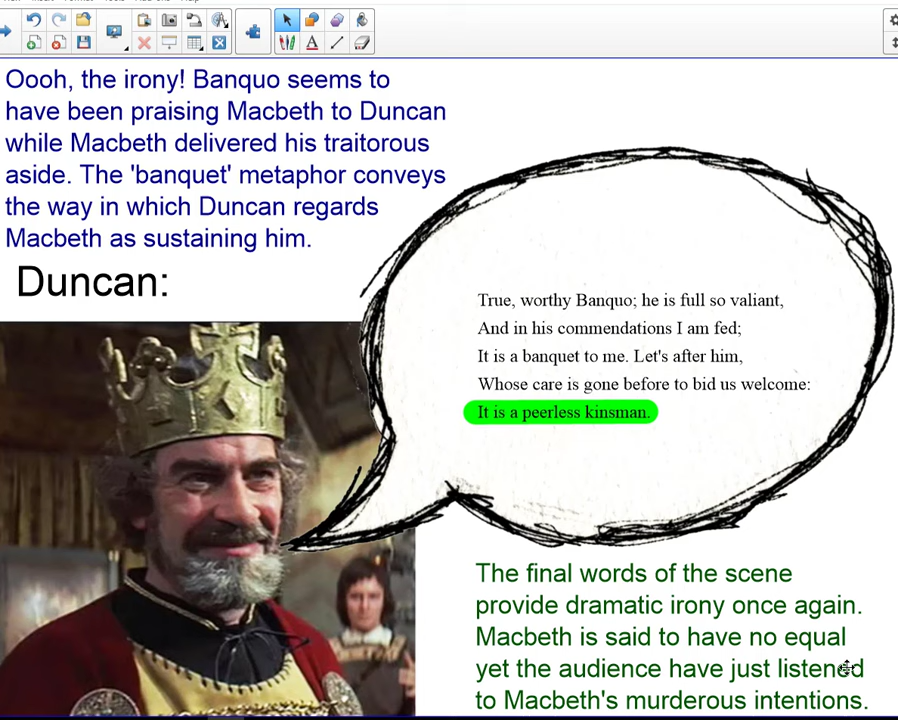 Oooh, the irony! Banquo seems to
have been praising Macbeth to Duncan
while Macbeth delivered his traitorous
aside. The 'banquet' metaphor conveys
the way in which Duncan regards
Macbeth as sustaining him.
Duncan:
True, worthy Banquo; he is full so valiant,
And in his commendations I am fed;
It is a banquet to me. Let's after him,
Whose care is gone before to bid us welcome:
It is a peerless kinsman.
The final words of the scene
provide dramatic irony once again.
Macbeth is said to have no equal
yet the audience have just listened
to Macbeth's murderous intentions.